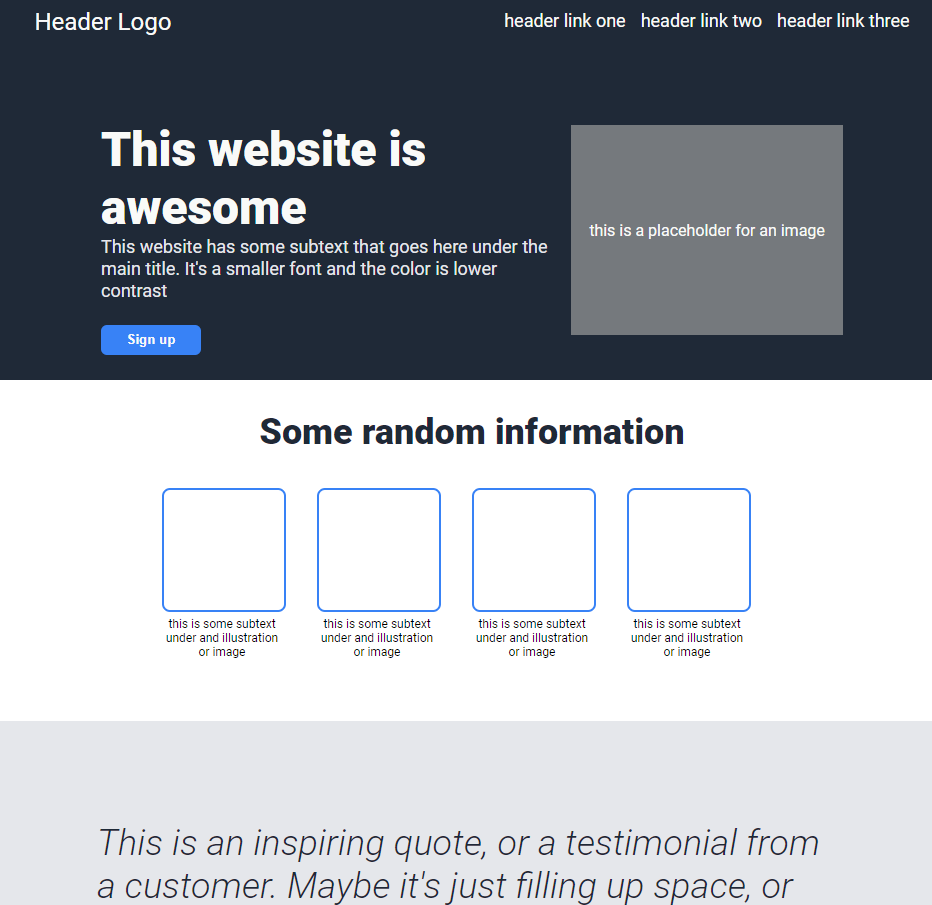 Header Logo
header link one header link two header link three
This website is
awesome
This website has some subtext that goes here under the
main title. It's a smaller font and the color is lower
contrast
Sign up
this is a placeholder for an image
Some random information
this is some subtext
under and illustration
or image
this is some subtext
under and illustration
or image
this is some subtext
under and illustration
or image
this is some subtext
under and illustration
or image
This is an inspiring quote, or a testimonial from
a customer. Maybe it's just filling up space, or